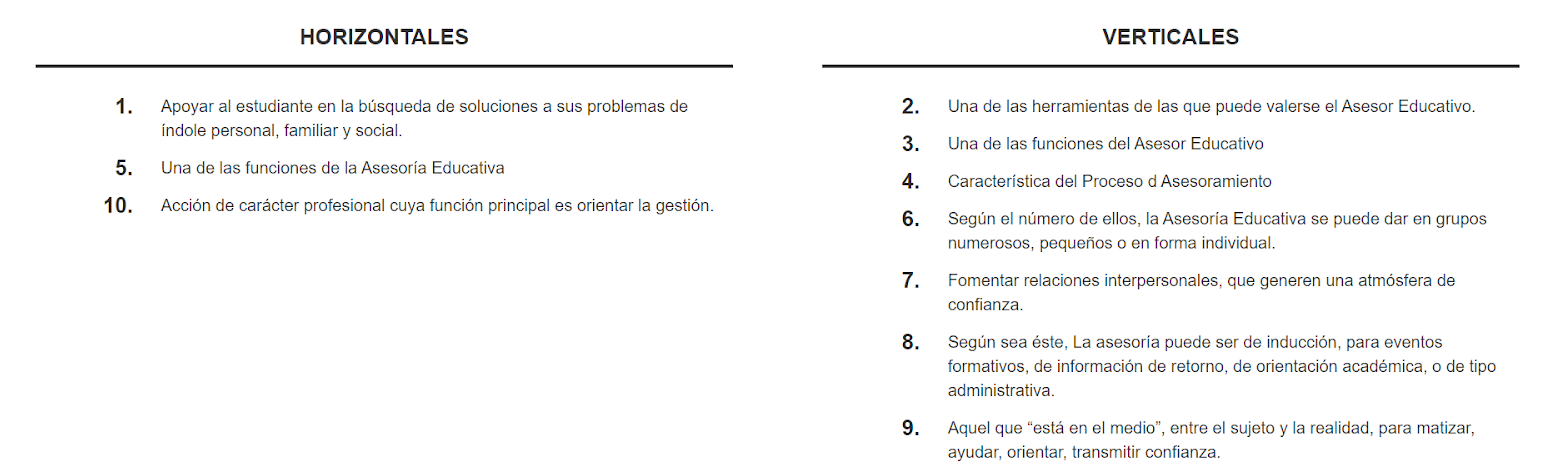 HORIZONTALES
1. Apoyar al estudiante en la búsqueda de soluciones a sus problemas de
índole personal, familiar y social.
5. Una de las funciones de la Asesoría Educativa
10. Acción de carácter profesional cuya función principal es orientar la gestión.
VERTICALES
2. Una de las herramientas de las que puede valerse el Asesor Educativo.
3. Una de las funciones del Asesor Educativo
4. Característica del Proceso d Asesoramiento
6. Según el número de ellos, la Asesoría Educativa se puede dar en grupos
numerosos, pequeños o en forma individual.
7. Fomentar relaciones interpersonales, que generen una atmósfera de
confianza.
8. Según sea éste, La asesoría puede ser de inducción, para eventos
formativos, de información de retorno, de orientación académica, o de tipo
administrativa.
9. Aquel que “está en el medio”, entre el sujeto y la realidad, para matizar,
ayudar, orientar, transmitir confianza.